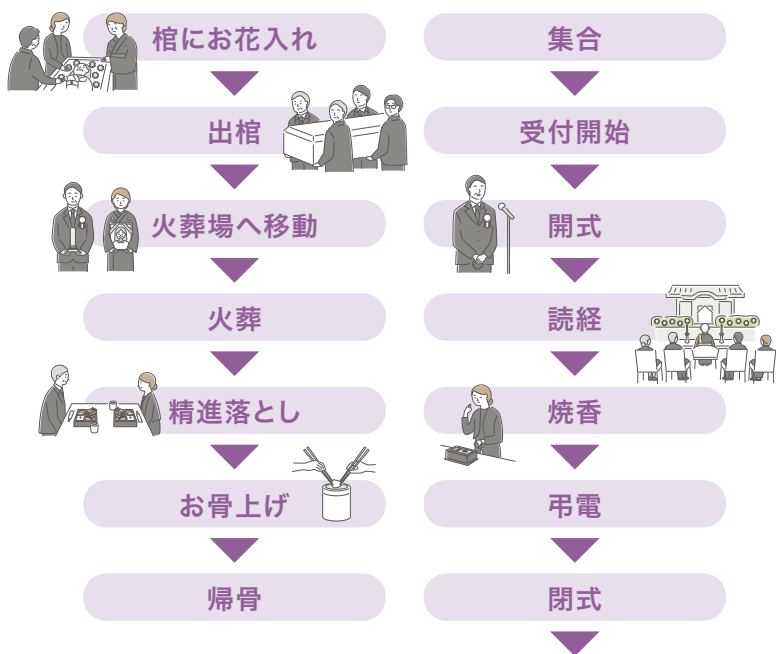 集合
受付開始
開式
読経
焼香
弔電
閉式
棺にお花入れ
出棺
火葬場へ移動
火葬
精進落とし
お骨上げ
帰骨